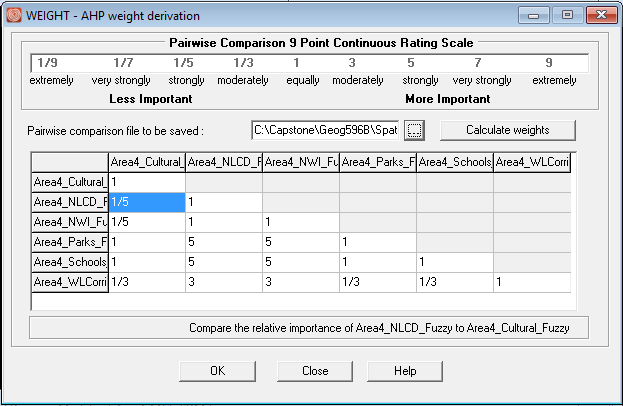 WEIGHT - AHP weight derivation
Pairwise Comparison 9 Point Continuous Rating Scale
1/9 1/7 1/5 1/3 1 3 5 7 9
extremely very strongly strongly moderately equally moderately strongly very strongly extremely
Less Important More Important
Pairwise comparison file to be saved : C:\Capstone\Geog596B\Spat ... Calculate weights
Area4_Cultural_ Area4_NLCD_F Area4_NWI_Fu Area4_Parks_F Area4_Schools Area4_WLCorri
Area4_Cultural_ 1
Area4_NLCD_F 1/5 1
Area4_NWI_Fu 1/5 1 1
Area4_Parks_F 1 5 5 1
Area4_Schools 1 5 5 1 1
Area4_WLCorri 1/3 3 3 1/3 1/3 1
Compare the relative importance of Area4_NLCD_Fuzzy to Area4_Cultural_Fuzzy
OK Close Help